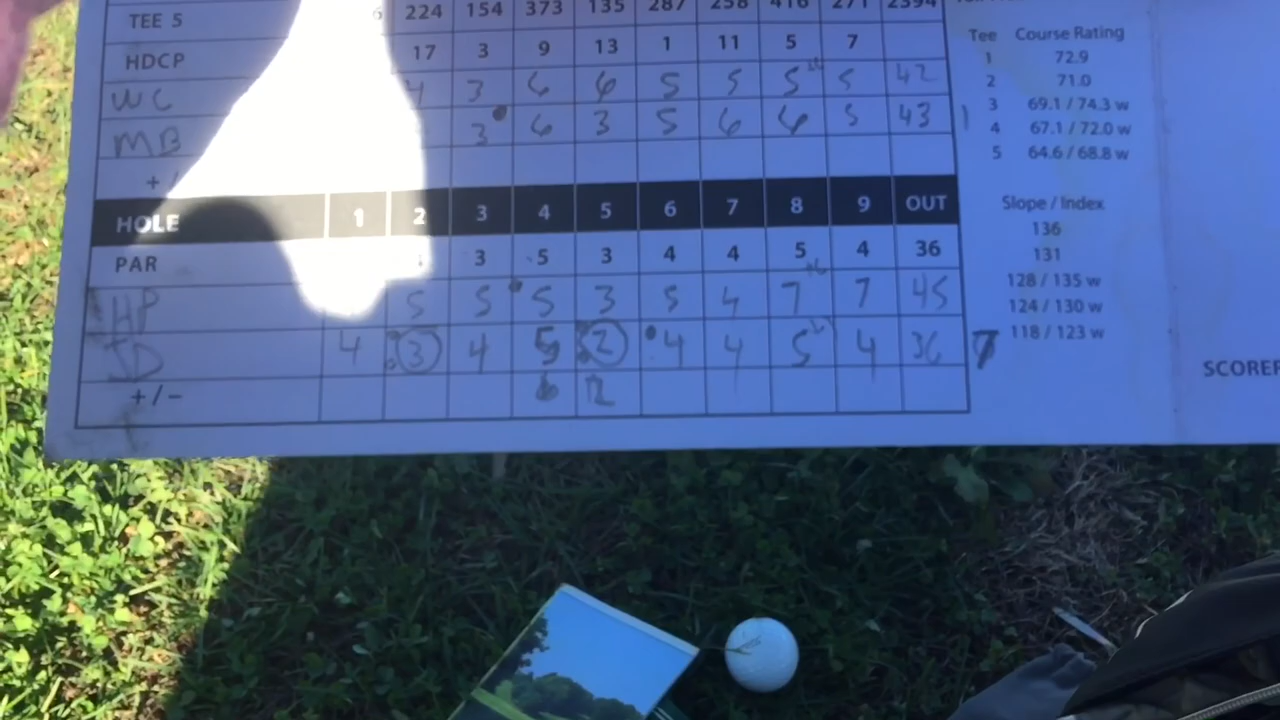 TEE 5 6 224 154 373 135 287 258 416 271 2394
HDCP 17 3 9 13 1 11 5 7
WC 4 3 6 6 5 5 5 5 42
MB 3 6 3 5 6 6 5 43
+/
HOLE 1 2 3 4 5 6 7 8 9 OUT
PAR 3 5 3 4 4 5 4 36
HP 5 5 5 3 5 4 7 7 45
JD 4 3 4 5 2 4 4 5 4 36 7
+/- 6 2
Tee Course Rating
1 72.9
2 71.0
3 69.1 / 74.3 w
4 67.1 / 72.0 w
5 64.6 / 68.8 w
Slope / Index
136
131
128 / 135 w
124 / 130 w
118 / 123 w